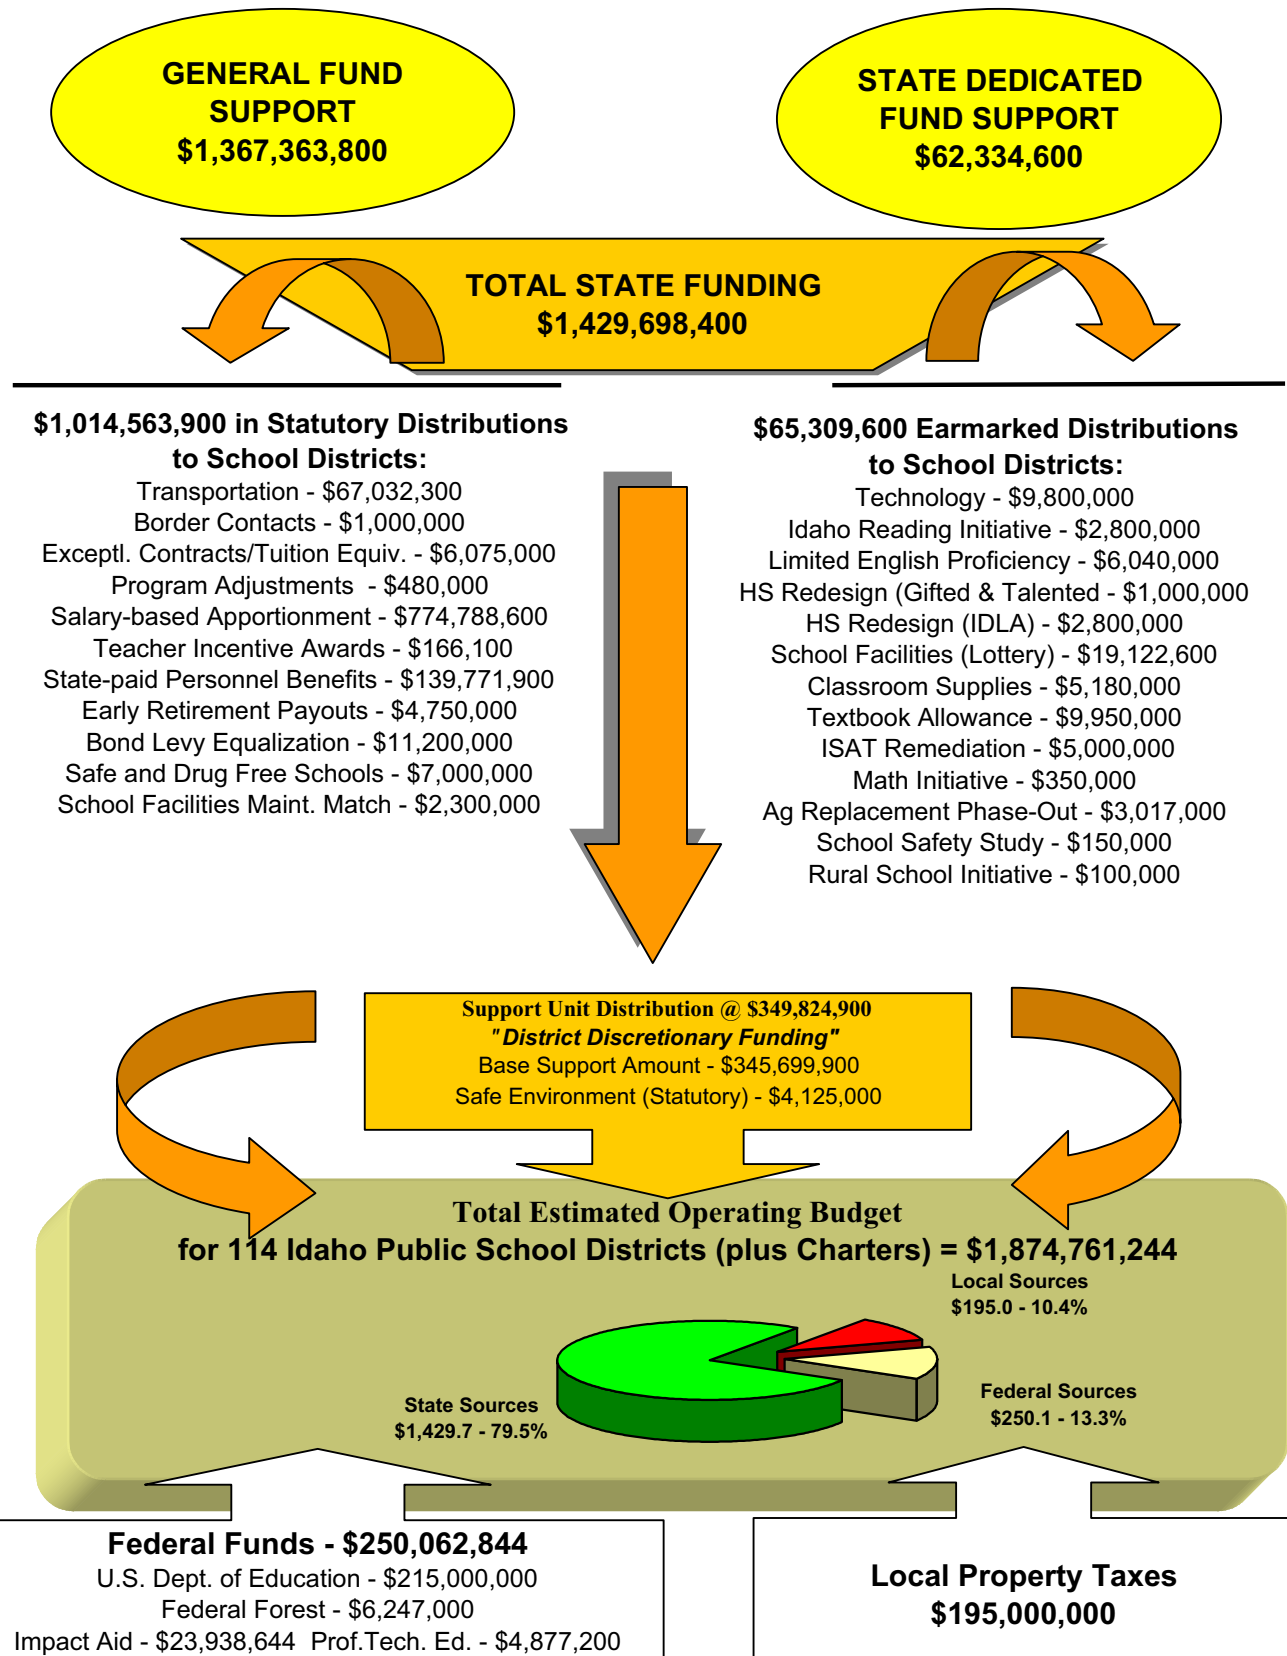 GENERAL FUND
SUPPORT
$1,367,363,800
STATE DEDICATED
FUND SUPPORT
$62,334,600
TOTAL STATE FUNDING
$1,429,698,400
$1,014,563,900 in Statutory Distributions
to School Districts:
Transportation - $67,032,300
Border Contacts - $1,000,000
Exceptl. Contracts/Tuition Equiv. - $6,075,000
Program Adjustments - $480,000
Salary-based Apportionment - $774,788,600
Teacher Incentive Awards - $166,100
State-paid Personnel Benefits - $139,771,900
Early Retirement Payouts - $4,750,000
Bond Levy Equalization - $11,200,000
Safe and Drug Free Schools - $7,000,000
School Facilities Maint. Match - $2,300,000
$65,309,600 Earmarked Distributions
to School Districts:
Technology - $9,800,000
Idaho Reading Initiative - $2,800,000
Limited English Proficiency - $6,040,000
HS Redesign (Gifted & Talented - $1,000,000
HS Redesign (IDLA) - $2,800,000
School Facilities (Lottery) - $19,122,600
Classroom Supplies - $5,180,000
Textbook Allowance - $9,950,000
ISAT Remediation - $5,000,000
Math Initiative - $350,000
Ag Replacement Phase-Out - $3,017,000
School Safety Study - $150,000
Rural School Initiative - $100,000
Support Unit Distribution @ $349,824,900
"District Discretionary Funding"
Base Support Amount - $345,699,900
Safe Environment (Statutory) - $4,125,000
Total Estimated Operating Budget
for 114 Idaho Public School Districts (plus Charters) = $1,874,761,244
Local Sources
$195.0 - 10.4%
State Sources
$1,429.7 - 79.5%
Federal Sources
$250.1 - 13.3%
Federal Funds - $250,062,844
U.S. Dept. of Education - $215,000,000
Federal Forest - $6,247,000
Impact Aid - $23,938,644 Prof.Tech. Ed. - $4,877,200
Local Property Taxes
$195,000,000